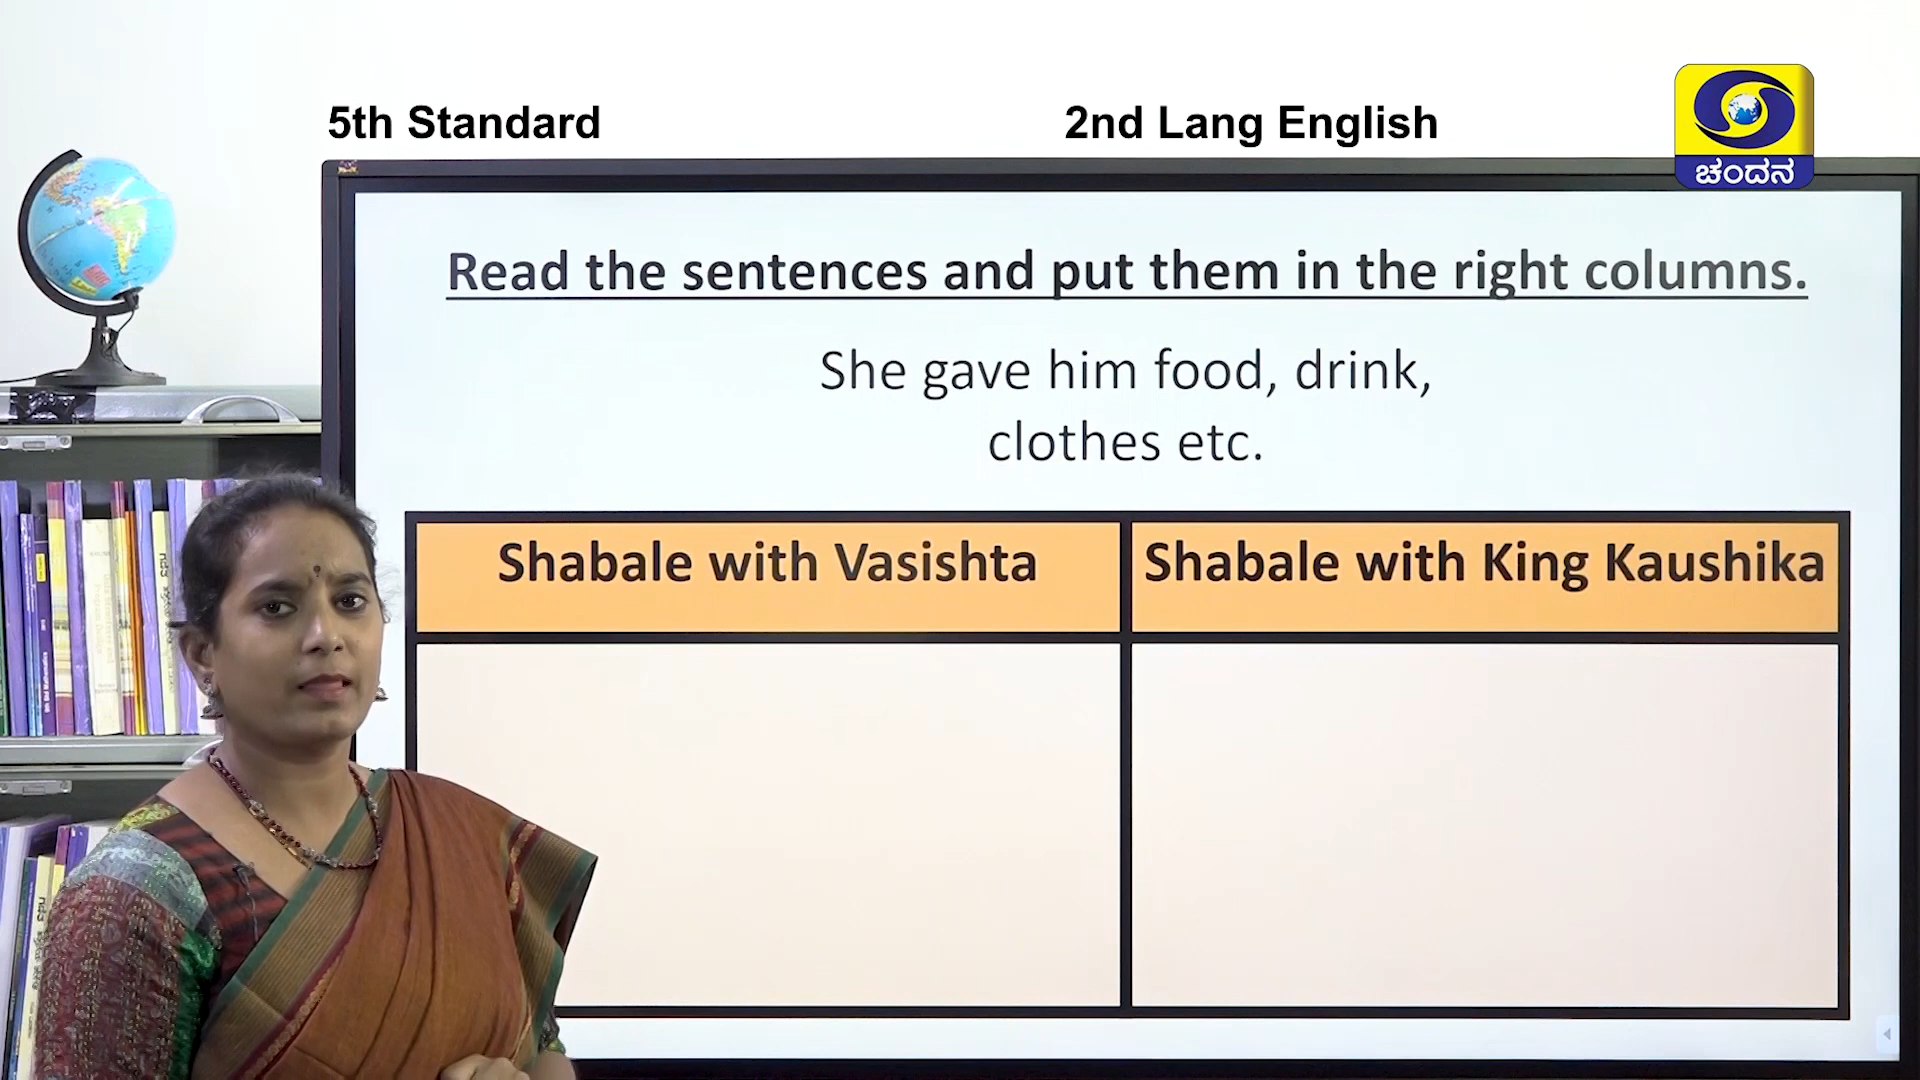 5th Standard
2nd Lang English
ಚಂದನ
Read the sentences and put them in the right columns.
She gave him food, drink,
clothes etc.
Shabale with Vasishta
Shabale with King Kaushika